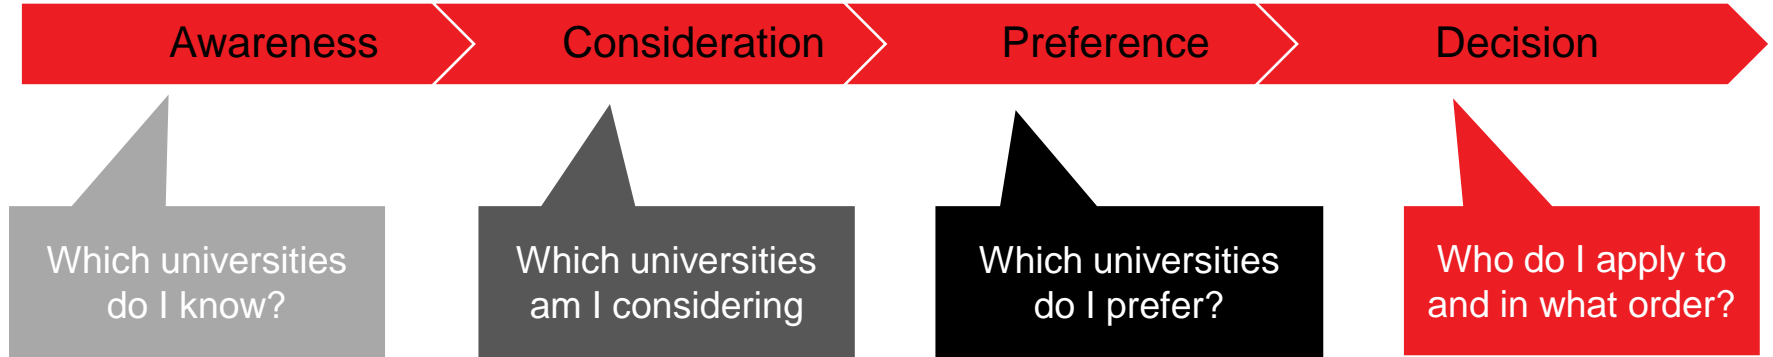 Awareness
Consideration
Preference
Decision
Which universities
do I know?
Which universities
am I considering
Which universities
do I prefer?
Who do I apply to
and in what order?